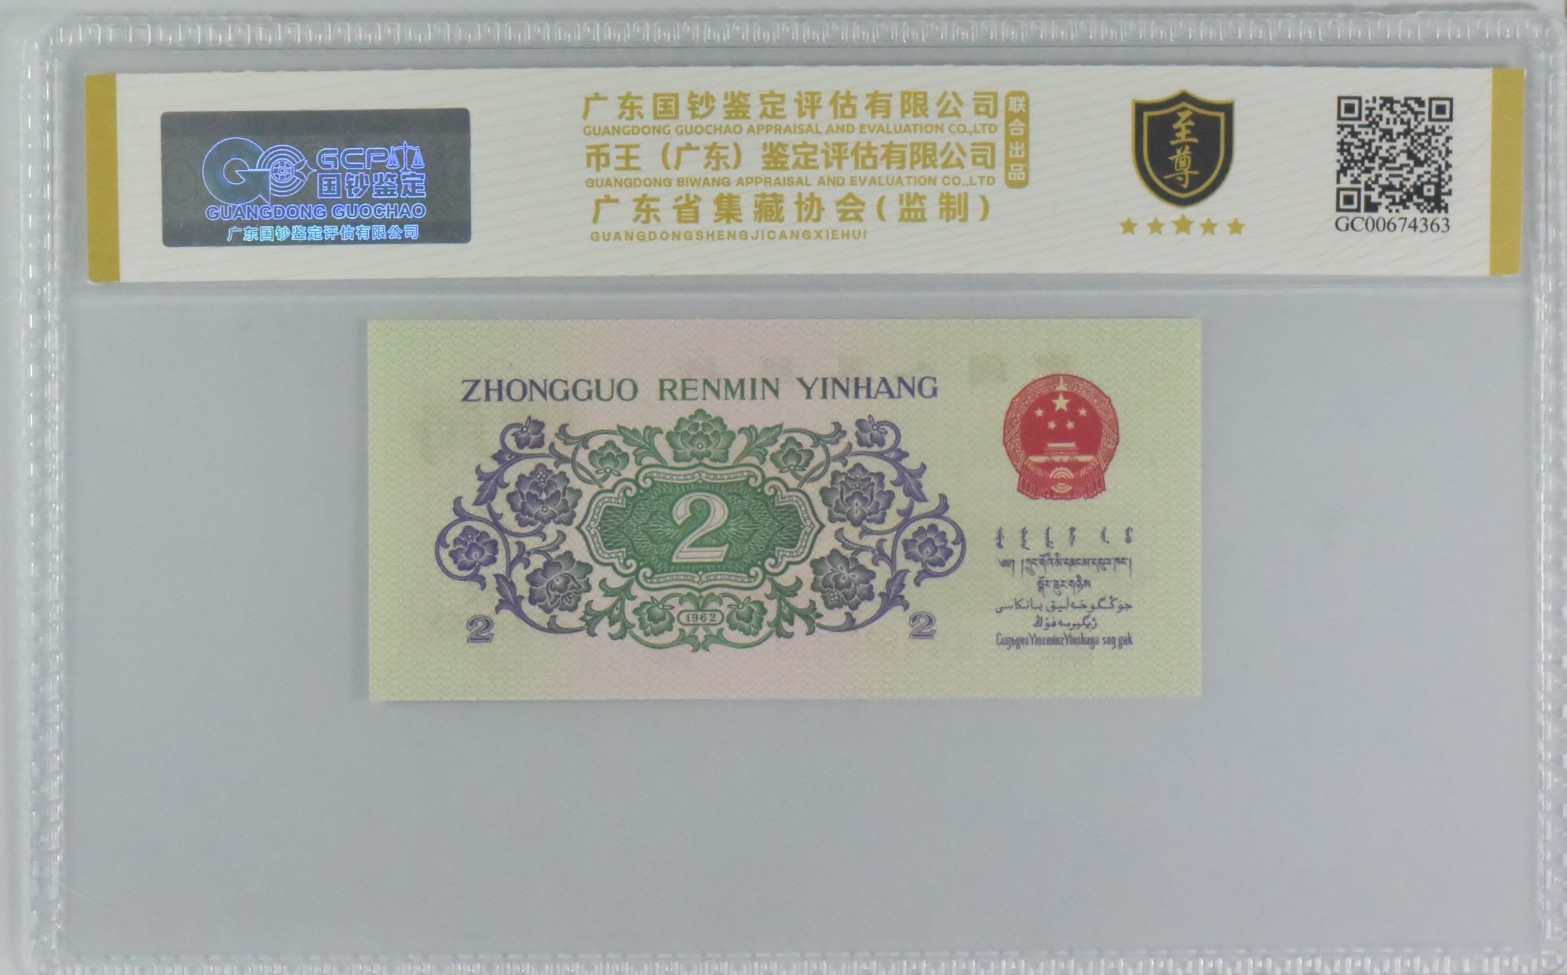 GCP
国钞鉴定
GUANGDONG GUOCHAO
广东国钞鉴定评估有限公司
广东国钞鉴定评估有限公司
GUANGDONG GUOCHAO APPRAISAL AND EVALUATION CO.,LTD
币王（广东）鉴定评估有限公司
GUANGDONG BIWANG APPRAISAL AND EVALUATION CO.,LTD
广东省集藏协会(监制)
GUANGDONGSHENGJICANGXIEHUI
联合出品
至尊
GC00674363
ZHONGGUO RENMIN YINHANG
2
1962
2
2